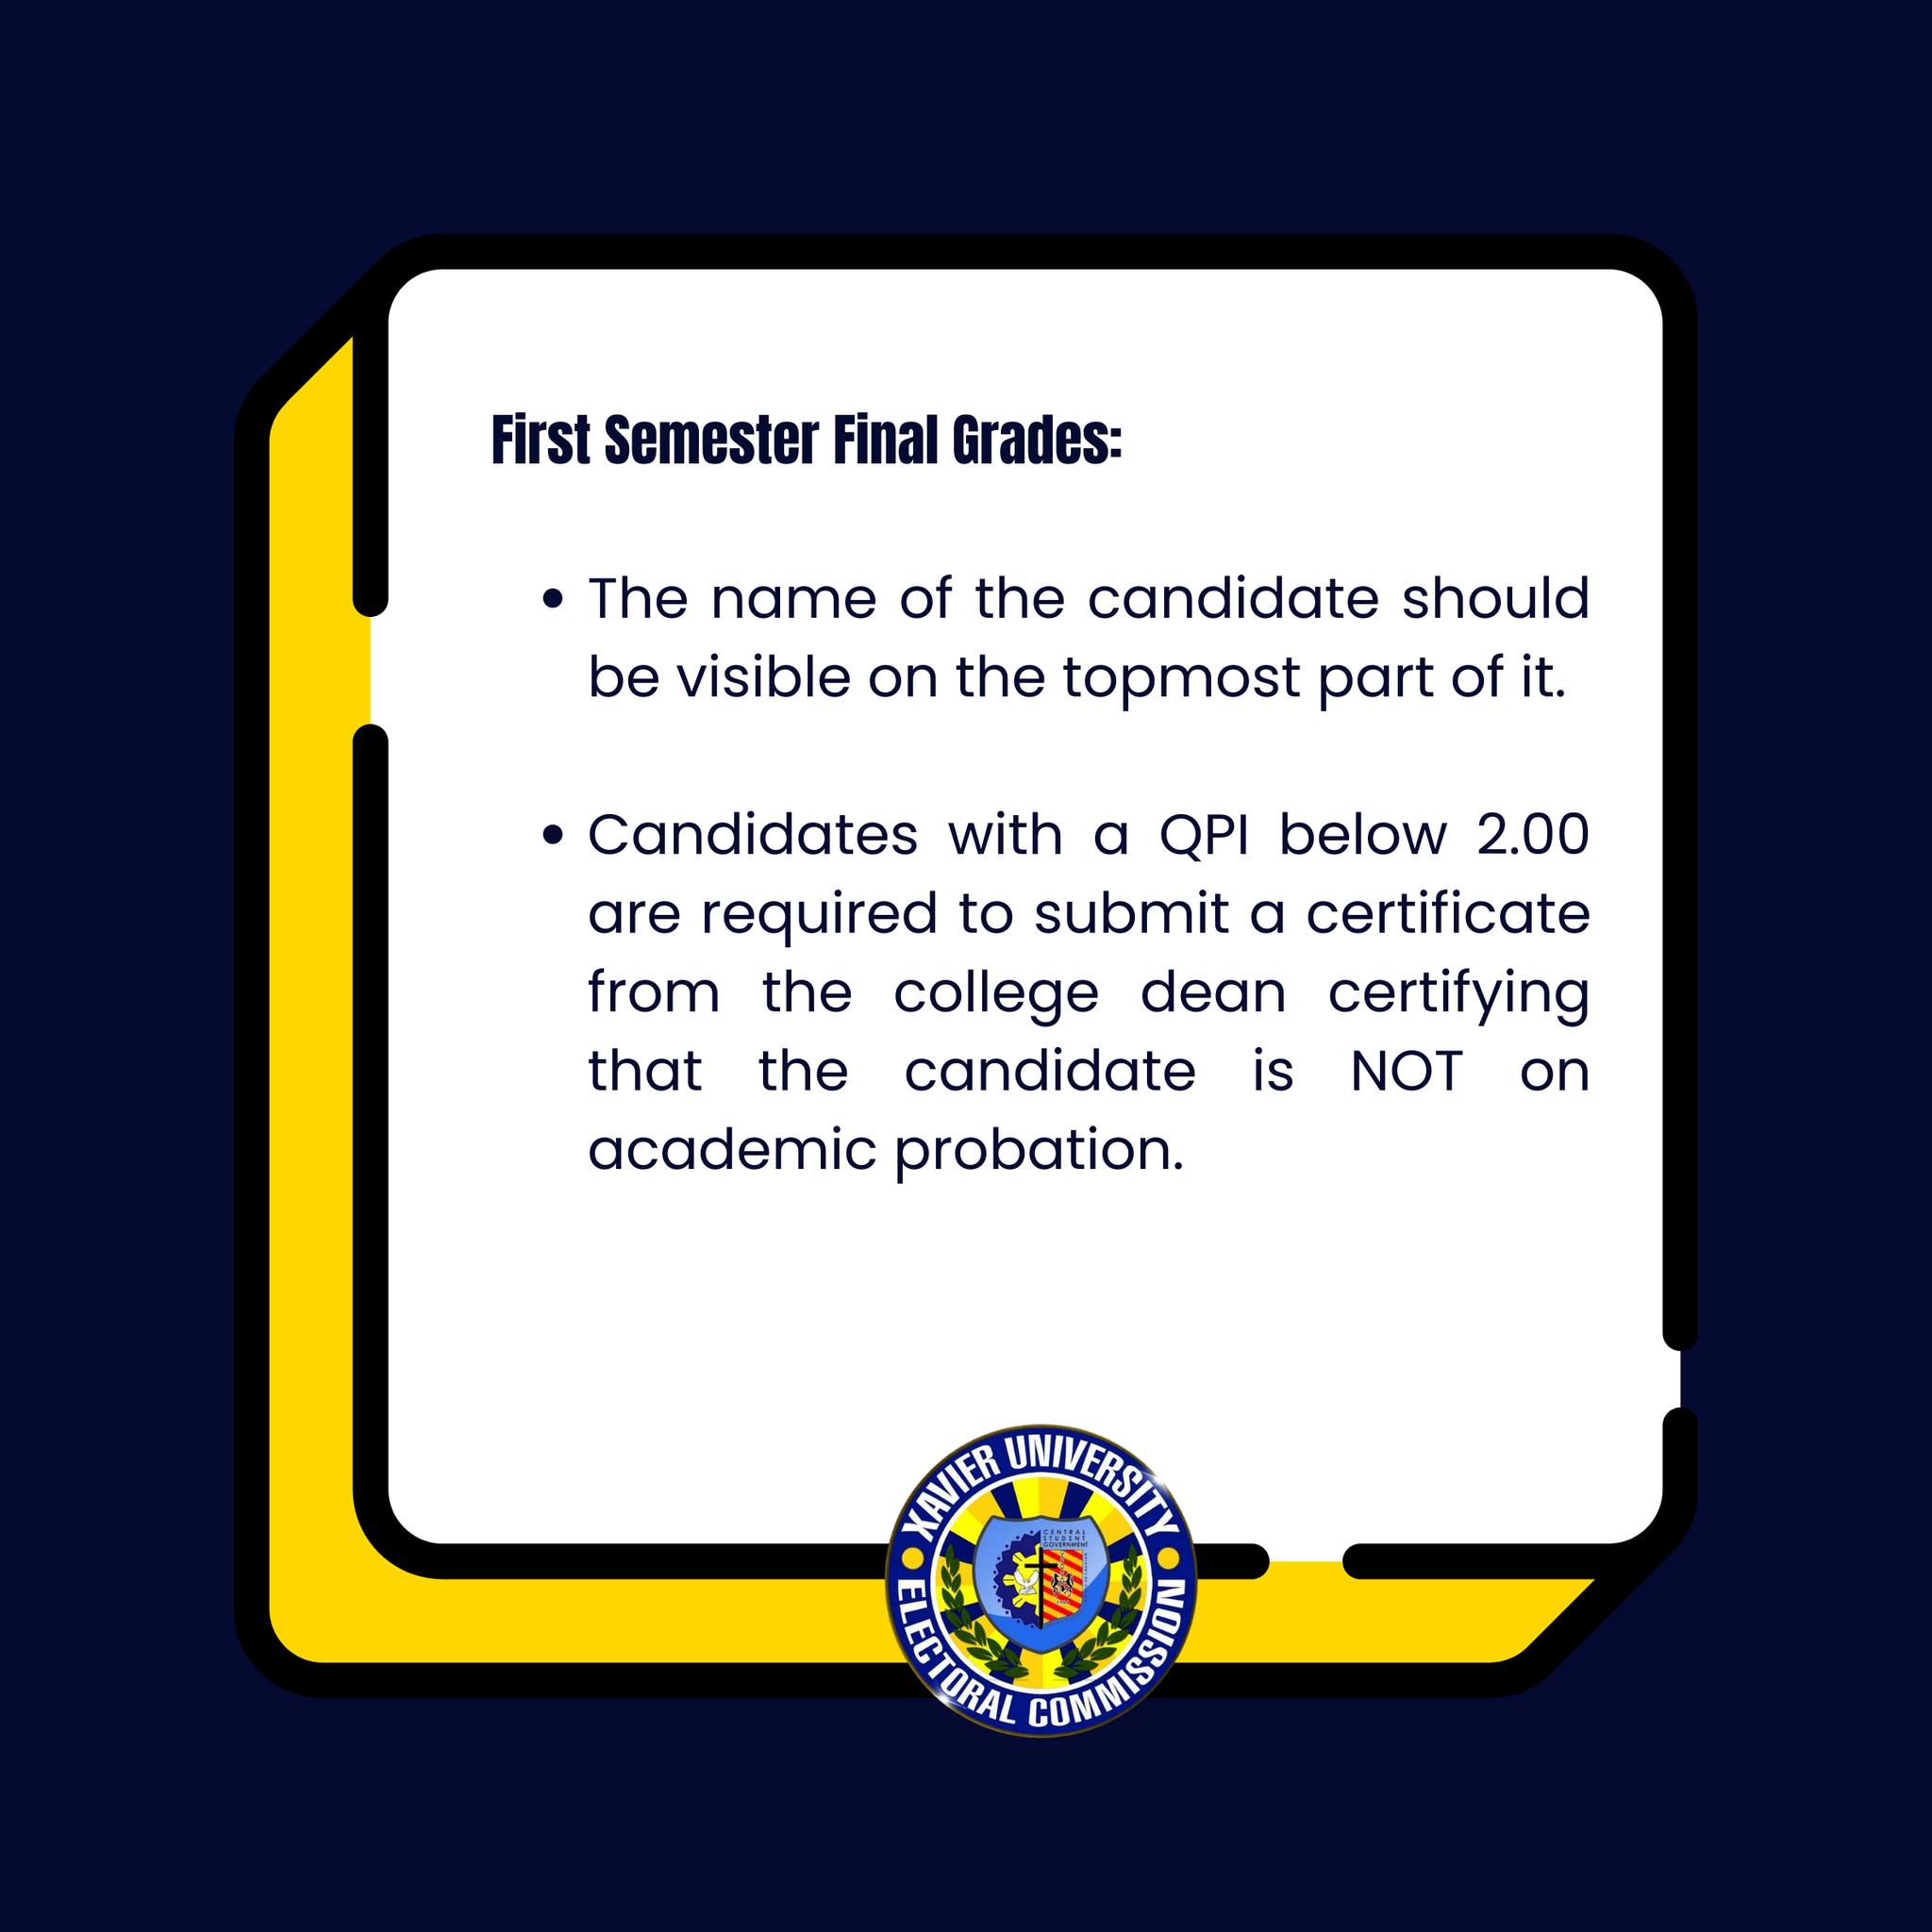 First Semester Final Grades:
• The name of the candidate should
be visible on the topmost part of it.
• Candidates with a QPI below 2.00
are required to submit a certificate
from the college dean certifying
that the candidate is NOT on
academic probation.
XAVIER UNIVERSITY
CENTRAL
STUDENT
GOVERNMENT
ELECTORAL COMMISSION